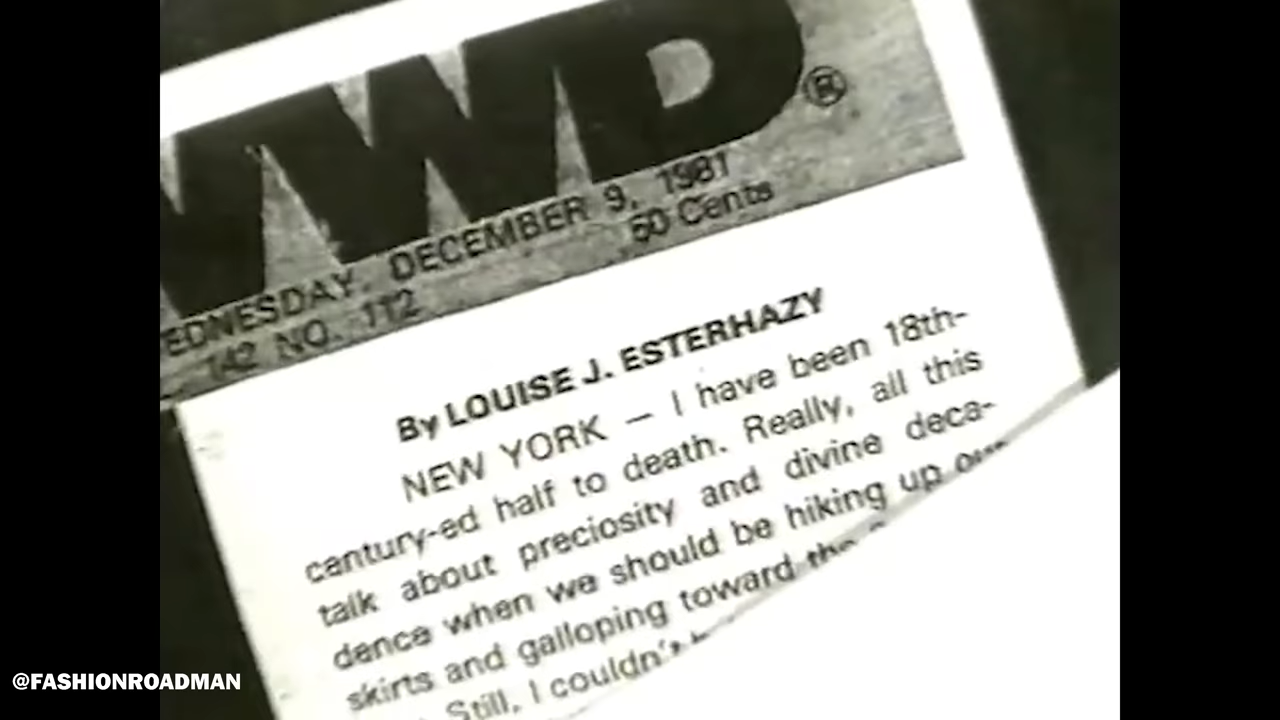 WWD®
EDNESDAY, DECEMBER 9, 1981
142 NO. 112
50 Cents
By LOUISE J. ESTERHAZY
NEW YORK — I have been 18th-
century-ed half to death. Really, all this
talk about preciosity and divine deca-
dence when we should be hiking up our
skirts and galloping toward the
Still, I couldn't
@FASHIONROADMAN